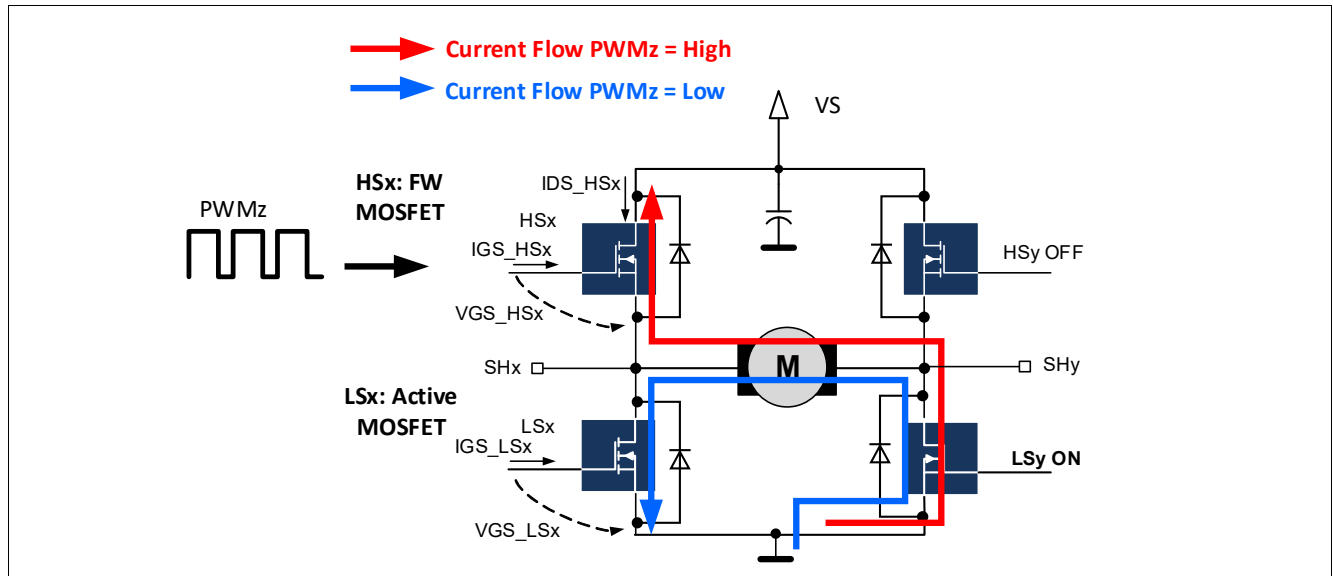 Current Flow PWMz = High
Current Flow PWMz = Low
VS
HSx: FW
MOSFET
IDS_HSx
PWMz
HSx
IGS_HSx
HSy OFF
VGS_HSx
M
SHx
SHy
LSx: Active
MOSFET
LSx
IGS_LSx
LSy ON
VGS_LSx